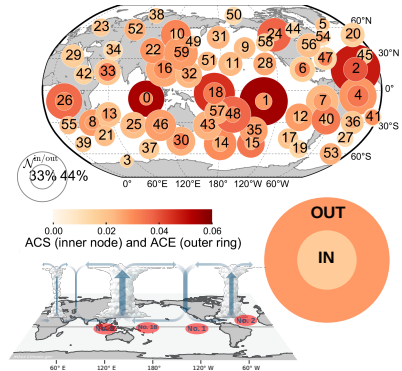 38 50
23 52 24 44 5
10 49 31 58 54 20 60°N
29 34 22 59 9 56 45
42 33 16 32 51 11 28 6 47 2 30°N
26 0 18 1 7 4 0°
55 8 13 25 46 43 57 48 35 12 40 41
39 21 30 14 15 17 36 27 30°S
3 37 19 53 60°S
0° 60°E 120°E 180°E 120°W 60°W
N in/out
33% 44%
0.00 0.02 0.04 0.06
ACS (inner node) and ACE (outer ring)
OUT
IN
No. 18 No. 1 No. 2
60° E 120° E 180° E 120° W 60° W